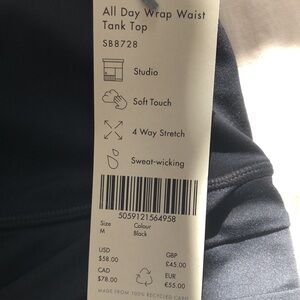 All Day Wrap Waist
Tank Top
SB8728
Studio
Soft Touch
4 Way Stretch
Sweat-wicking
5059121564958
Size Colour
M Black
USD GBP
$58.00 £45.00
CAD EUR
$78.00 €55.00
MADE FROM 100% RECYCLED CARD